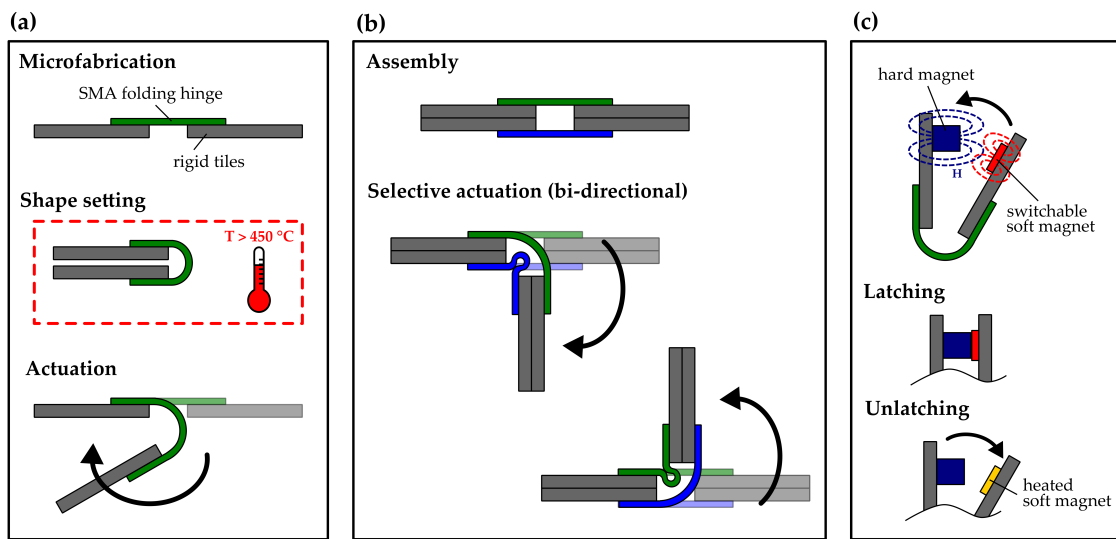 (a)
Microfabrication
SMA folding hinge
rigid tiles
Shape setting
T > 450 °C
Actuation
(b)
Assembly
Selective actuation (bi-directional)
(c)
hard magnet
H
switchable
soft magnet
Latching
Unlatching
heated
soft magnet